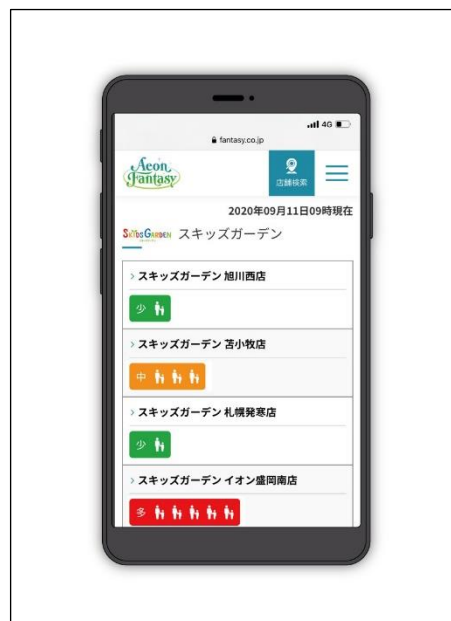 4G
fantasy.co.jp
Aeon Fantasy
店舗検索
2020年09月11日09時現在
SKIDS GARDEN スキッズガーデン
スキッズガーデン 旭川西店
少
スキッズガーデン 苫小牧店
中
スキッズガーデン 札幌発寒店
少
スキッズガーデン イオン盛岡南店
多